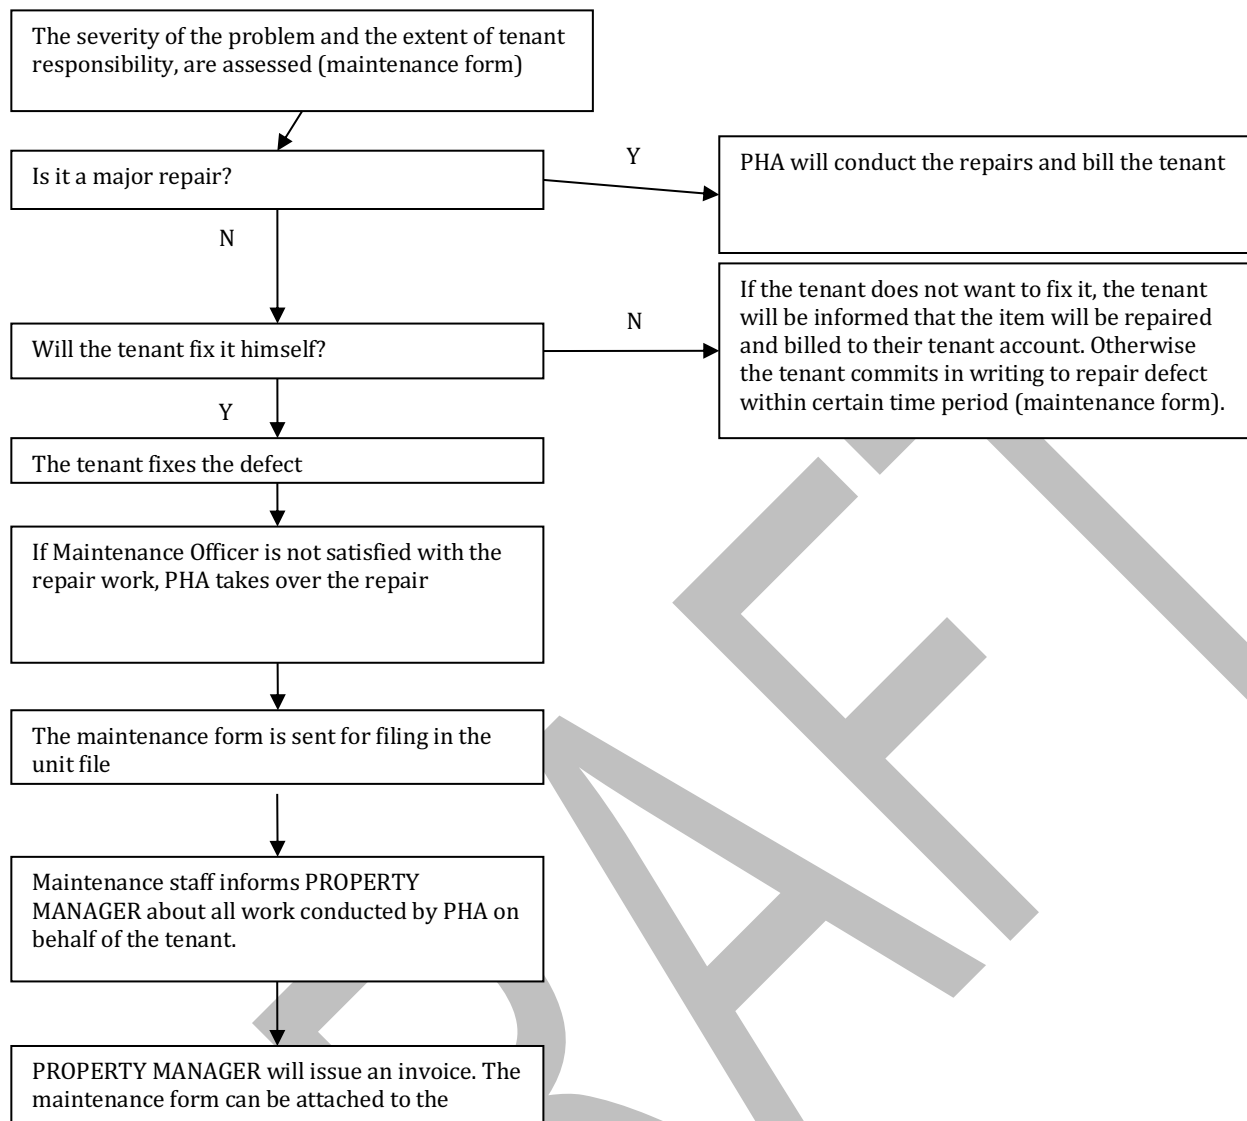 The severity of the problem and the extent of tenant
responsibility, are assessed (maintenance form)
Is it a major repair?
Y
PHA will conduct the repairs and bill the tenant
N
If the tenant does not want to fix it, the tenant
will be informed that the item will be repaired
and billed to their tenant account. Otherwise
the tenant commits in writing to repair defect
within certain time period (maintenance form).
N
Will the tenant fix it himself?
Y
The tenant fixes the defect
If Maintenance Officer is not satisfied with the
repair work, PHA takes over the repair
The maintenance form is sent for filing in the
unit file
Maintenance staff informs PROPERTY
MANAGER about all work conducted by PHA on
behalf of the tenant.
PROPERTY MANAGER will issue an invoice. The
maintenance form can be attached to the